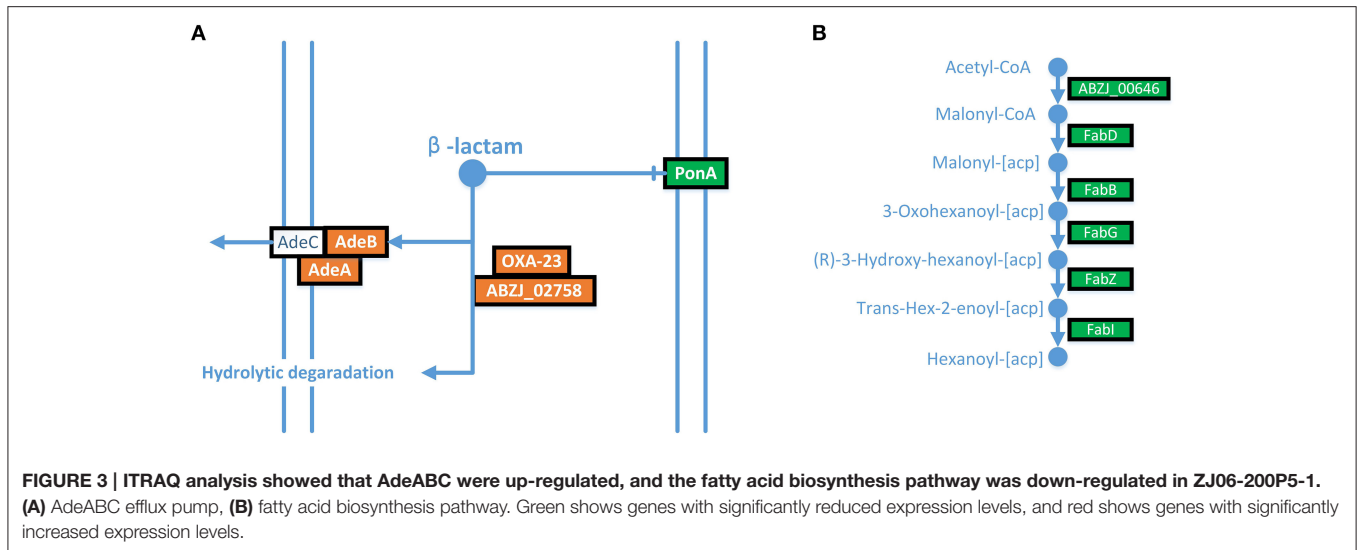 A
β -lactam
PonA
AdeC
AdeB
AdeA
OXA-23
ABZJ_02758
Hydrolytic degaradation
B
Acetyl-CoA
ABZJ_00646
Malonyl-CoA
FabD
Malonyl-[acp]
FabB
3-Oxohexanoyl-[acp]
FabG
(R)-3-Hydroxy-hexanoyl-[acp]
FabZ
Trans-Hex-2-enoyl-[acp]
FabI
Hexanoyl-[acp]
FIGURE 3 | ITRAQ analysis showed that AdeABC were up-regulated, and the fatty acid biosynthesis pathway was down-regulated in ZJ06-200P5-1.
(A) AdeABC efflux pump, (B) fatty acid biosynthesis pathway. Green shows genes with significantly reduced expression levels, and red shows genes with significantly
increased expression levels.